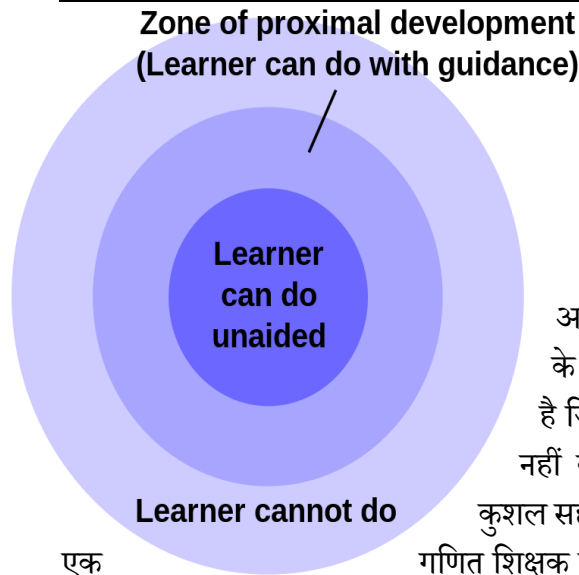 Zone of proximal development
(Learner can do with guidance)
Learner
can do
unaided
के
है
नहीं
Learner cannot do
कुशल
एक गणित शिक्षक